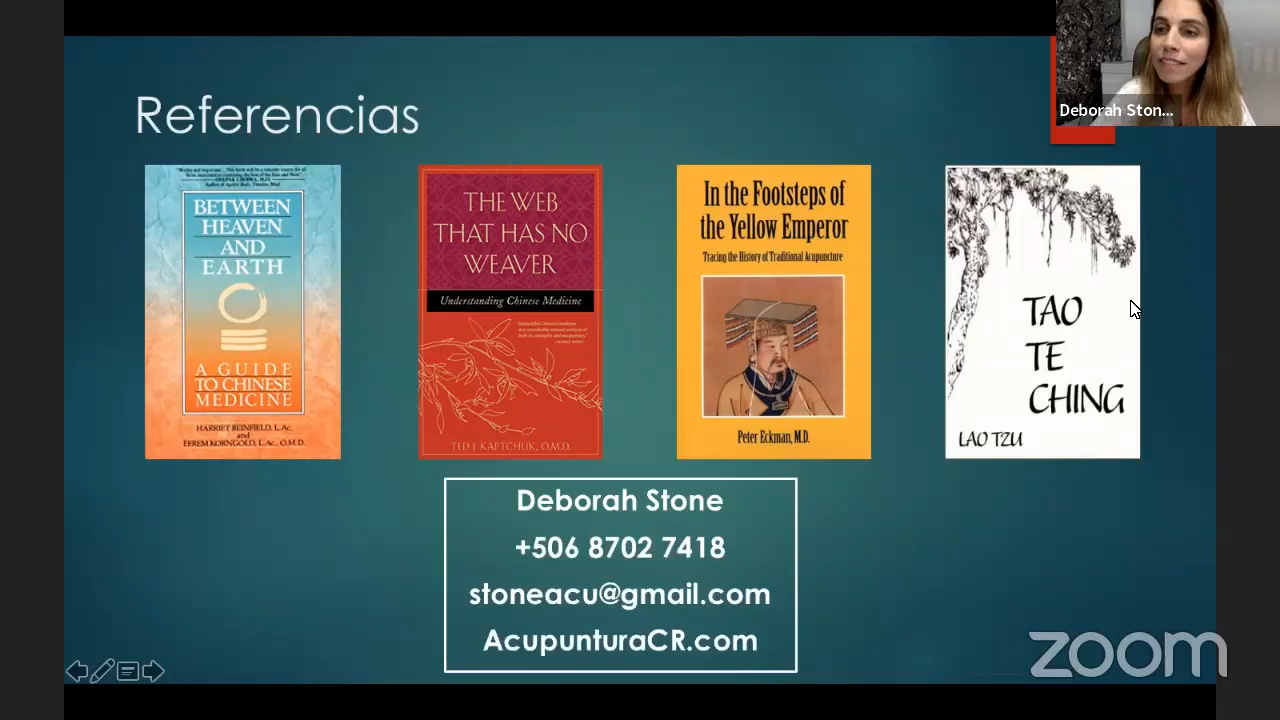 Deborah Ston...
Referencias
BETWEEN
HEAVEN
AND
EARTH
A GUIDE
TO CHINESE
MEDICINE
HARRIET BEINFIELD, L.Ac.
and
EFREM KORNGOLD, L.Ac., O.M.D.
THE WEB
THAT HAS NO
WEAVER
Understanding Chinese Medicine
TED J. KAPTCHUK, O.M.D.
In the Footsteps of
the Yellow Emperor
Tracing the History of Traditional Acupuncture
Peter Eckman, M.D.
TAO
TE
CHING
LAO TZU
Deborah Stone
+506 8702 7418
stoneacu@gmail.com
AcupunturaCR.com
zoom